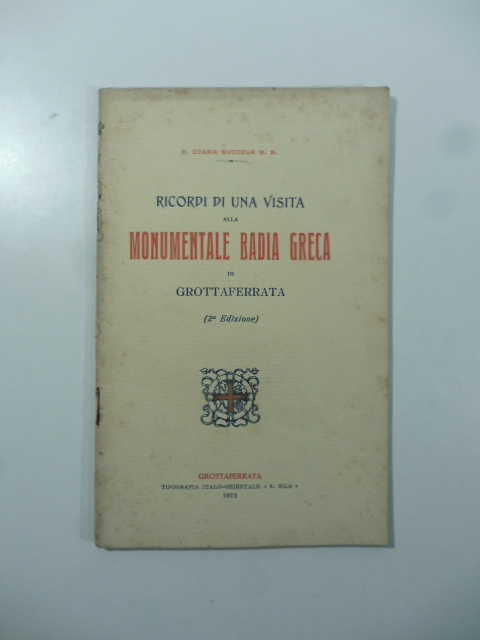 D. COSMA BUCCOLA M. B.
RICORDI DI UNA VISITA
ALLA
MONUMENTALE BADIA GRECA
DI
GROTTAFERRATA
(2ª Edizione)
GROTTAFERRATA
TIPOGRAFIA ITALO-ORIENTALE « S. NILO »
1913